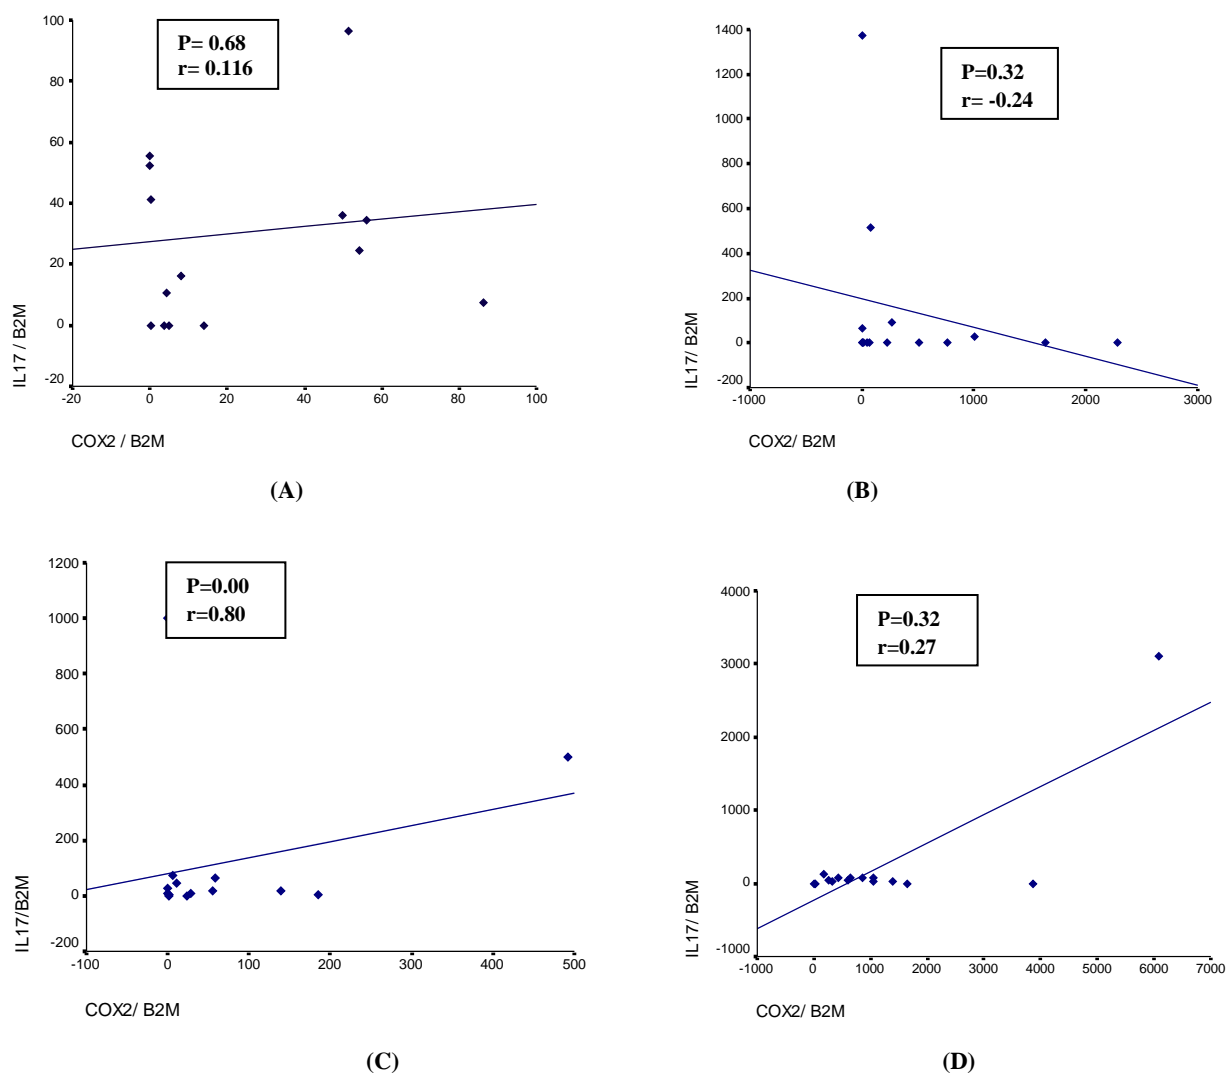 P= 0.68
r= 0.116
100
80
60
40
20
0
-20
IL17 / B2M
-20 0 20 40 60 80 100
COX2 / B2M
(A)
P=0.32
r= -0.24
1400
1200
1000
800
600
400
200
0
-200
IL17/ B2M
-1000 0 1000 2000 3000
COX2/ B2M
(B)
P=0.00
r=0.80
1200
1000
800
600
400
200
0
-200
IL17/B2M
-100 0 100 200 300 400 500
COX2/ B2M
(C)
P=0.32
r=0.27
4000
3000
2000
1000
0
-1000
IL17/ B2M
-1000 0 1000 2000 3000 4000 5000 6000 7000
COX2/ B2M
(D)